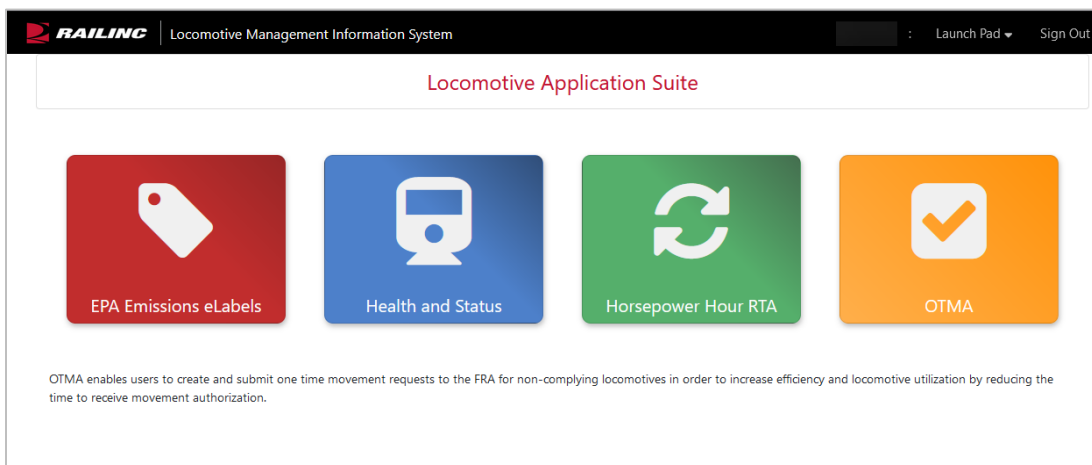 RAILINC Locomotive Management Information System : Launch Pad Sign Out
Locomotive Application Suite
EPA Emissions eLabels Health and Status Horsepower Hour RTA OTMA
OTMA enables users to create and submit one time movement requests to the FRA for non-complying locomotives in order to increase efficiency and locomotive utilization by reducing the
time to receive movement authorization.